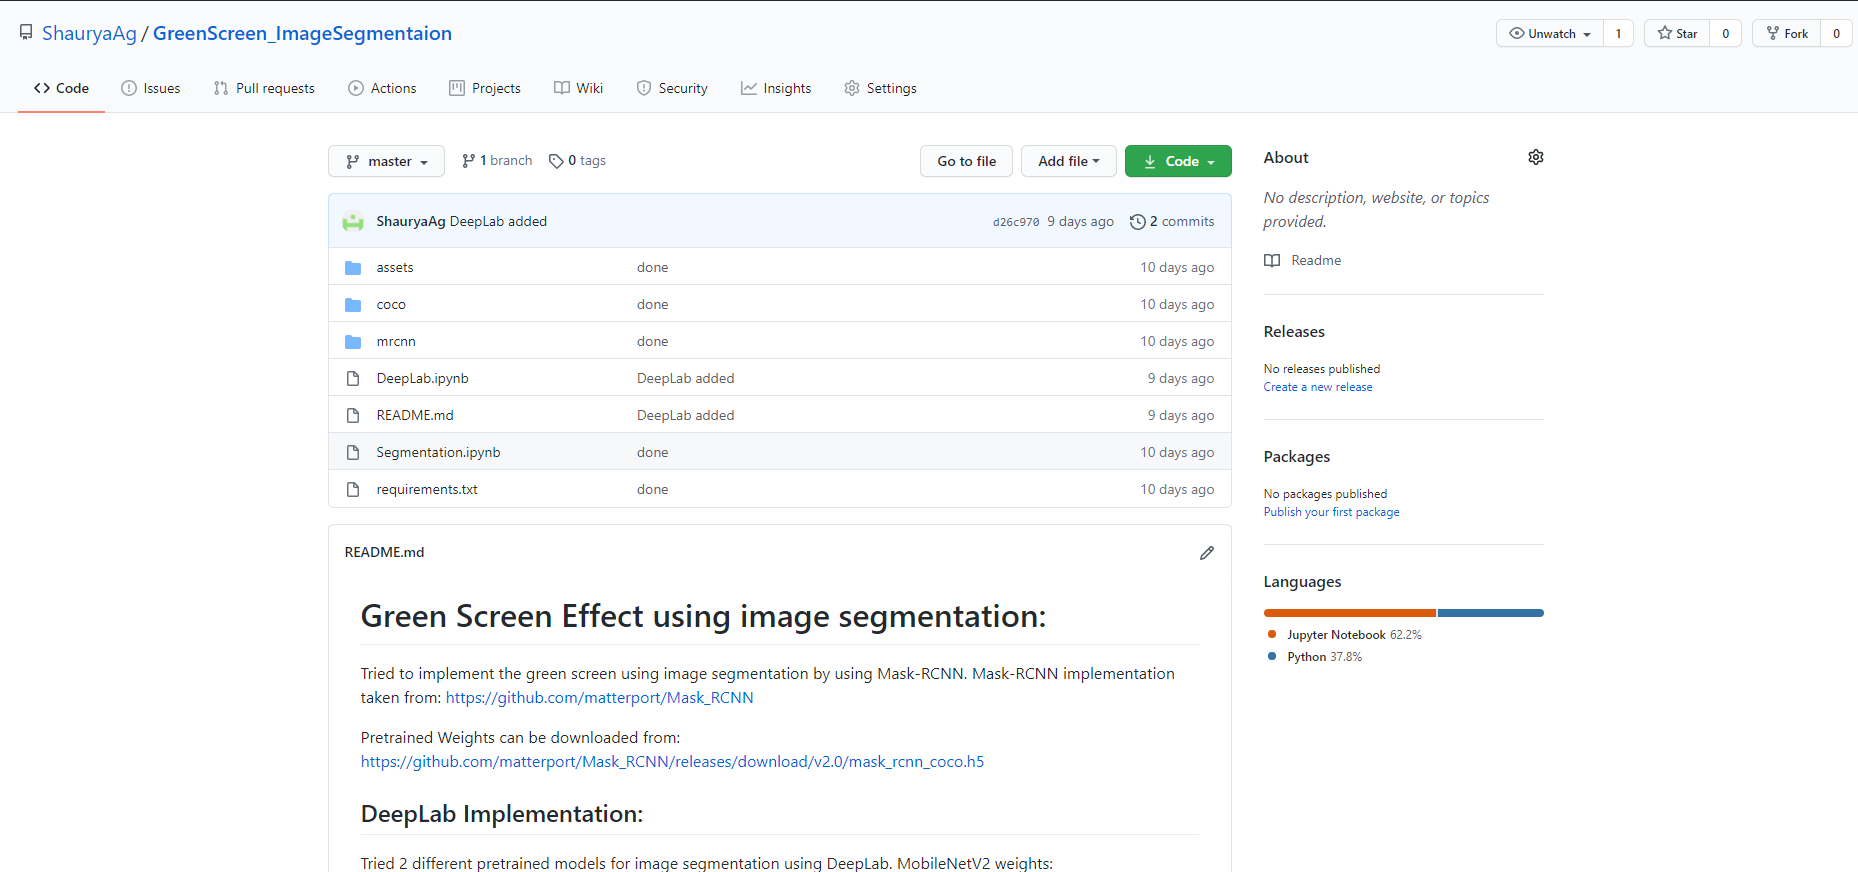 ShauryaAg / GreenScreen_ImageSegmentaion
Unwatch 1 Star 0 Fork 0
Code Issues Pull requests Actions Projects Wiki Security Insights Settings
master 1 branch 0 tags Go to file Add file Code
ShauryaAg DeepLab added d26c970 9 days ago 2 commits
assets done 10 days ago
coco done 10 days ago
mrcnn done 10 days ago
DeepLab.ipynb DeepLab added 9 days ago
README.md DeepLab added 9 days ago
Segmentation.ipynb done 10 days ago
requirements.txt done 10 days ago
README.md
Green Screen Effect using image segmentation:
Tried to implement the green screen using image segmentation by using Mask-RCNN. Mask-RCNN implementation
taken from: https://github.com/matterport/Mask_RCNN
Pretrained Weights can be downloaded from:
https://github.com/matterport/Mask_RCNN/releases/download/v2.0/mask_rcnn_coco.h5
DeepLab Implementation:
Tried 2 different pretrained models for image segmentation using DeepLab. MobileNetV2 weights:
About
No description, website, or topics
provided.
Readme
Releases
No releases published
Create a new release
Packages
No packages published
Publish your first package
Languages
Jupyter Notebook 62.2%
Python 37.8%